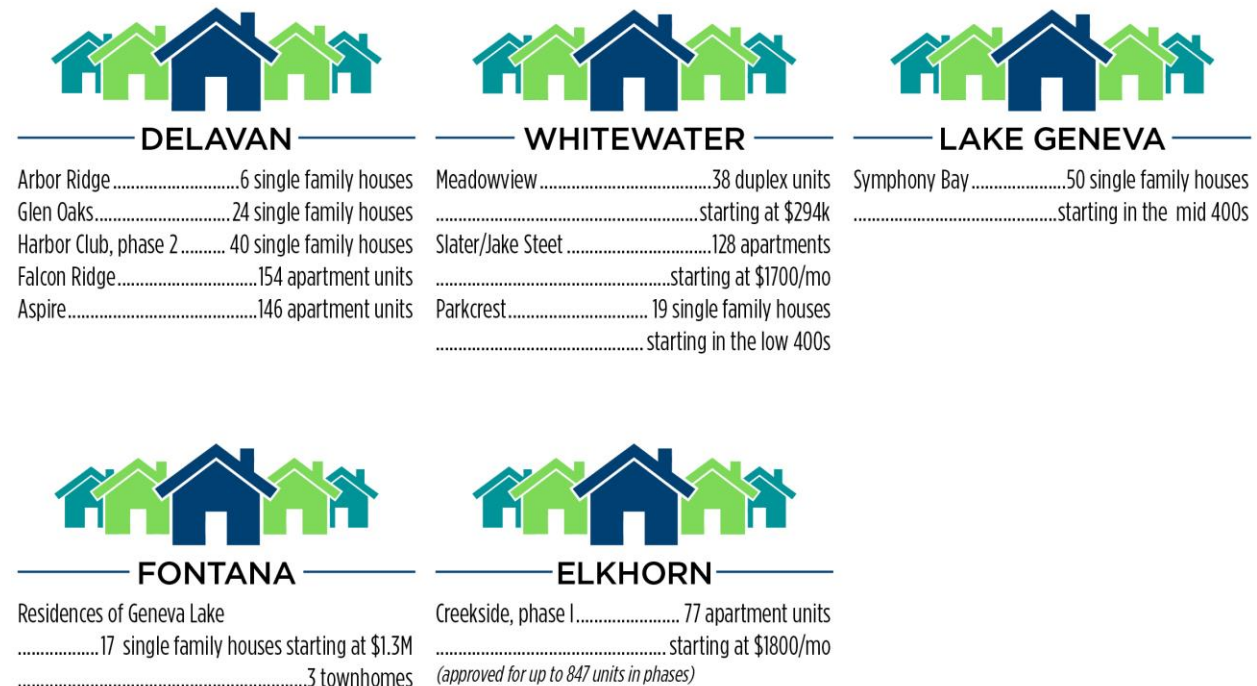 DELAVAN
Arbor Ridge............................6 single family houses
Glen Oaks..............................24 single family houses
Harbor Club, phase 2.......... 40 single family houses
Falcon Ridge...............................154 apartment units
Aspire..........................................146 apartment units
WHITEWATER
Meadowview......................................38 duplex units
..........................................................starting at $294k
Slater/Jake Steet ................................128 apartments
....................................................starting at $1700/mo
Parkcrest............................... 19 single family houses
.............................................. starting in the low 400s
LAKE GENEVA
Symphony Bay.....................50 single family houses
.............................................starting in the mid 400s
FONTANA
Residences of Geneva Lake
..................17 single family houses starting at $1.3M
................................................................3 townhomes
ELKHORN
Creekside, phase I....................... 77 apartment units
................................................... starting at $1800/mo
(approved for up to 847 units in phases)